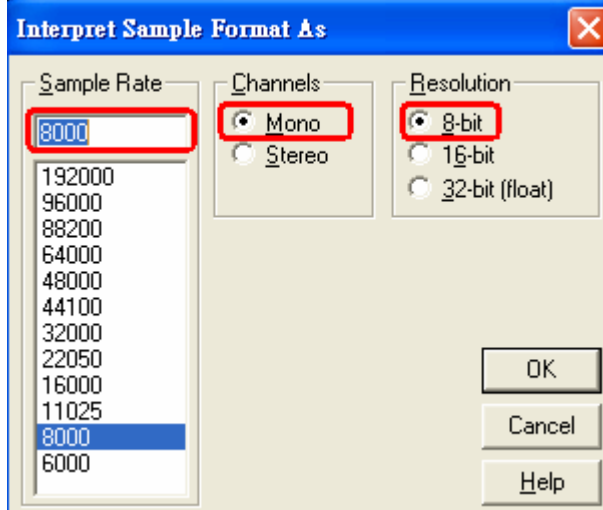 Interpret Sample Format As
Sample Rate
8000
192000
96000
88200
64000
48000
44100
32000
22050
16000
11025
8000
6000
Channels
Mono
Stereo
Resolution
8-bit
16-bit
32-bit (float)
OK
Cancel
Help